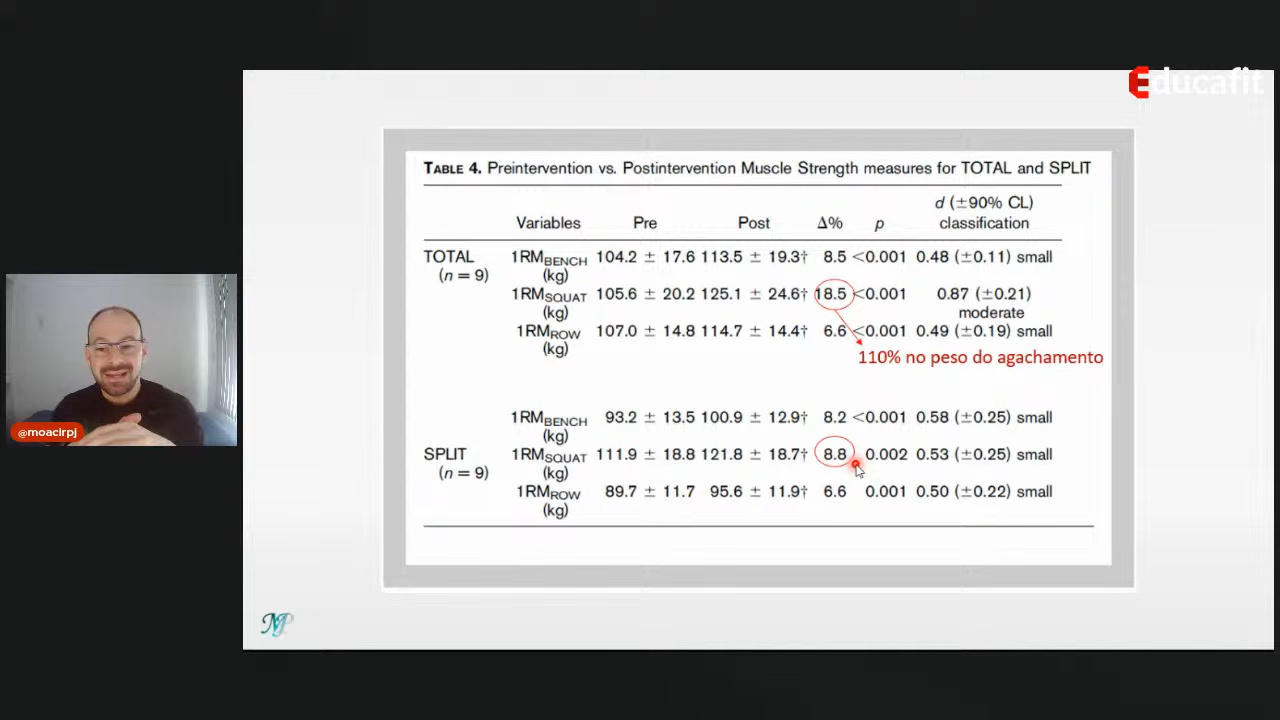 Educafit
TABLE 4. Preintervention vs. Postintervention Muscle Strength measures for TOTAL and SPLIT
d (±90% CL)
Variables Pre Post Δ% p classification
TOTAL 1RMBENCH 104.2 ± 17.6 113.5 ± 19.3† 8.5 <0.001 0.48 (±0.11) small
(n = 9) (kg)
1RMSQUAT 105.6 ± 20.2 125.1 ± 24.6† 18.5 <0.001 0.87 (±0.21)
(kg) moderate
1RMROW 107.0 ± 14.8 114.7 ± 14.4† 6.6 <0.001 0.49 (±0.19) small
(kg)
110% no peso do agachamento
1RMBENCH 93.2 ± 13.5 100.9 ± 12.9† 8.2 <0.001 0.58 (±0.25) small
(kg)
SPLIT 1RMSQUAT 111.9 ± 18.8 121.8 ± 18.7† 8.8 0.002 0.53 (±0.25) small
(n = 9) (kg)
1RMROW 89.7 ± 11.7 95.6 ± 11.9† 6.6 0.001 0.50 (±0.22) small
(kg)
@moacirpj
MP